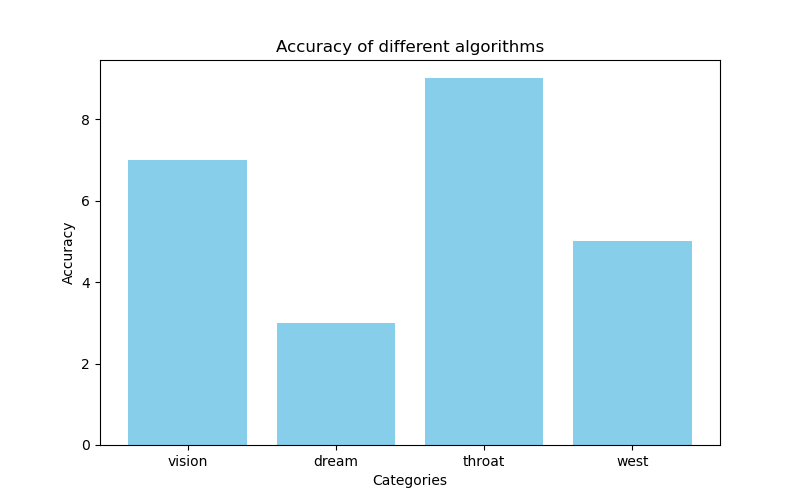 Accuracy of different algorithms
8
6
4
2
0
Accuracy
vision dream throat west
Categories